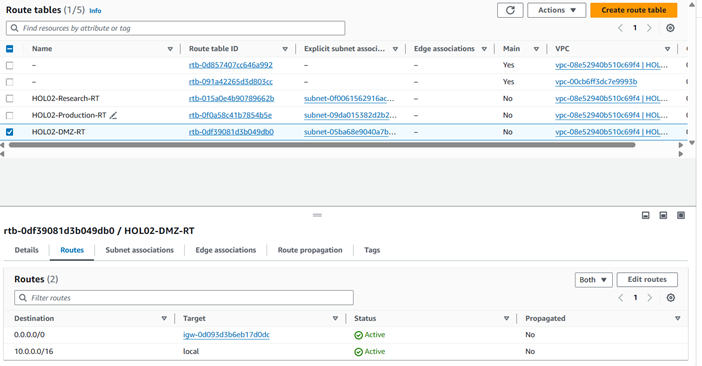 Route tables (1/5) Info
Actions
Create route table
Find resources by attribute or tag
1
Name Route table ID Explicit subnet associ... Edge associations Main VPC
– rtb-0d857407cc646a992 – – Yes vpc-08e52940b510c69f4 | HOL...
– rtb-091a42265d3d803cc – – Yes vpc-00cb6ff3dc7e9993b
HOL02-Research-RT rtb-015a0e4b90789662b subnet-0f0061562916ac... – No vpc-08e52940b510c69f4 | HOL...
HOL02-Production-RT rtb-0f0a58c41b7854b5e subnet-09da015382d2b2... – No vpc-08e52940b510c69f4 | HOL...
HOL02-DMZ-RT rtb-0df39081d3b049db0 subnet-05ba68e9040a7b... – No vpc-08e52940b510c69f4 | HOL...
rtb-0df39081d3b049db0 / HOL02-DMZ-RT
Details Routes Subnet associations Edge associations Route propagation Tags
Routes (2)
Both
Edit routes
Filter routes
1
Destination Target Status Propagated
0.0.0.0/0 igw-0d093d3b6eb17d0dc Active No
10.0.0.0/16 local Active No